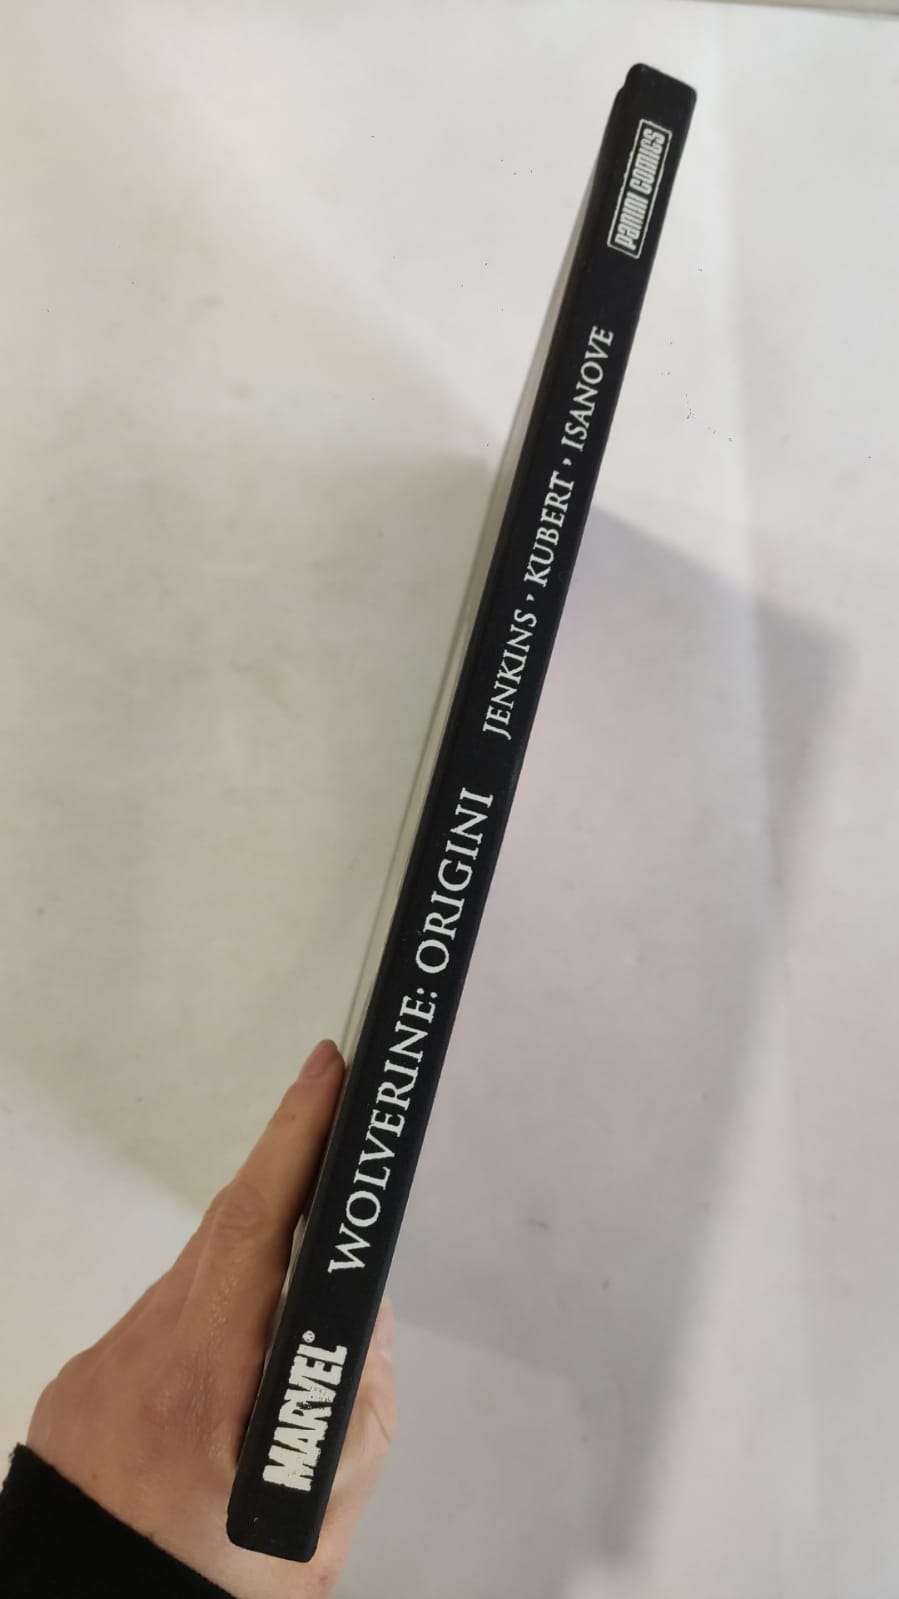 MARVEL®
WOLVERINE: ORIGINI
JENKINS • KUBERT • ISANOVE
PANINI COMICS